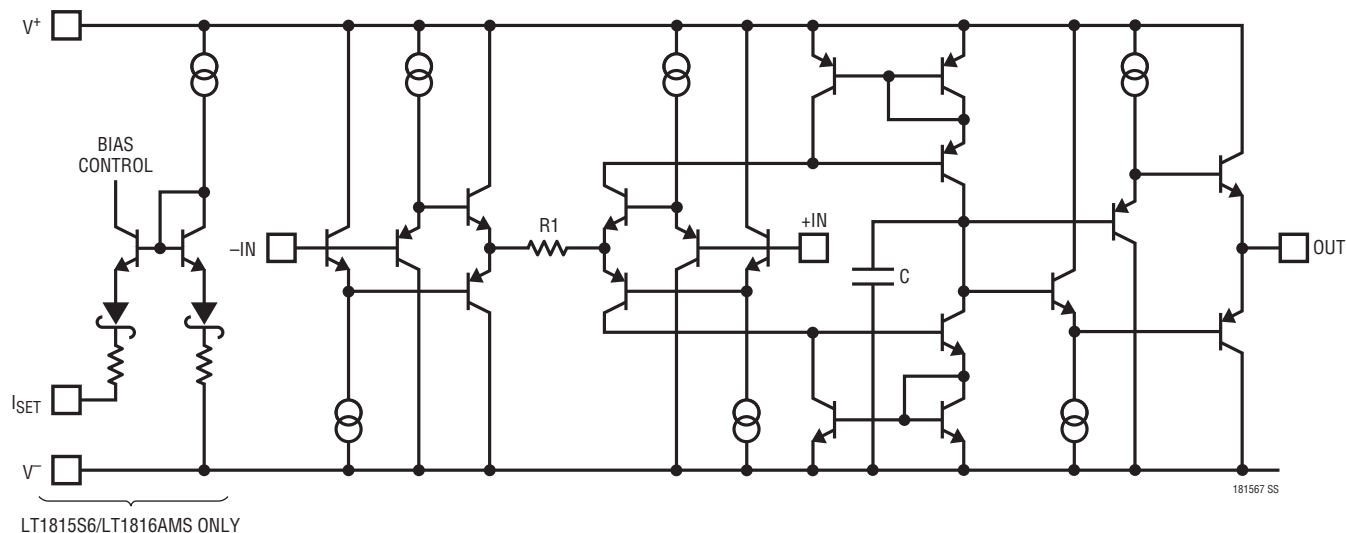 V+
BIAS
CONTROL
–IN
R1
+IN
C
OUT
ISET
V–
181567 SS
LT1815S6/LT1816AMS ONLY